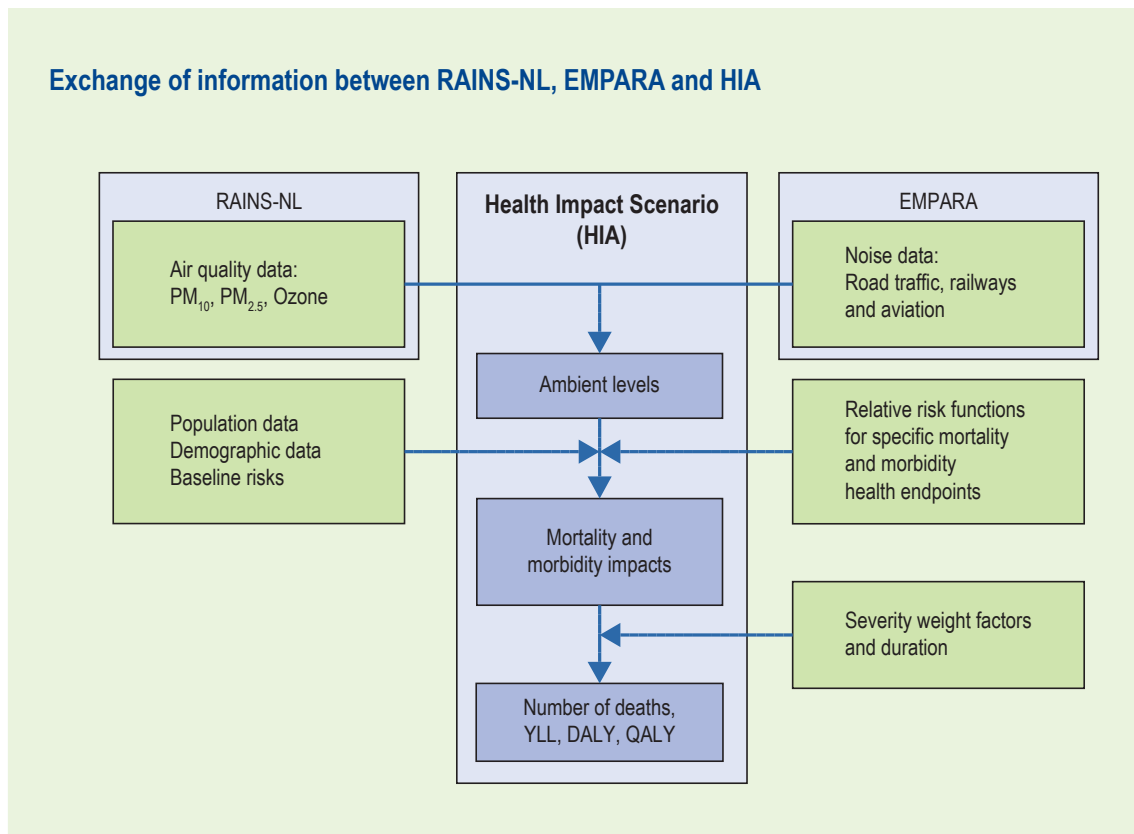 Exchange of information between RAINS-NL, EMPARA and HIA
RAINS-NL
Air quality data:
PM10, PM2.5, Ozone
Health Impact Scenario
(HIA)
EMPARA
Noise data:
Road traffic, railways
and aviation
Ambient levels
Population data
Demographic data
Baseline risks
Relative risk functions
for specific mortality
and morbidity
health endpoints
Mortality and
morbidity impacts
Severity weight factors
and duration
Number of deaths,
YLL, DALY, QALY